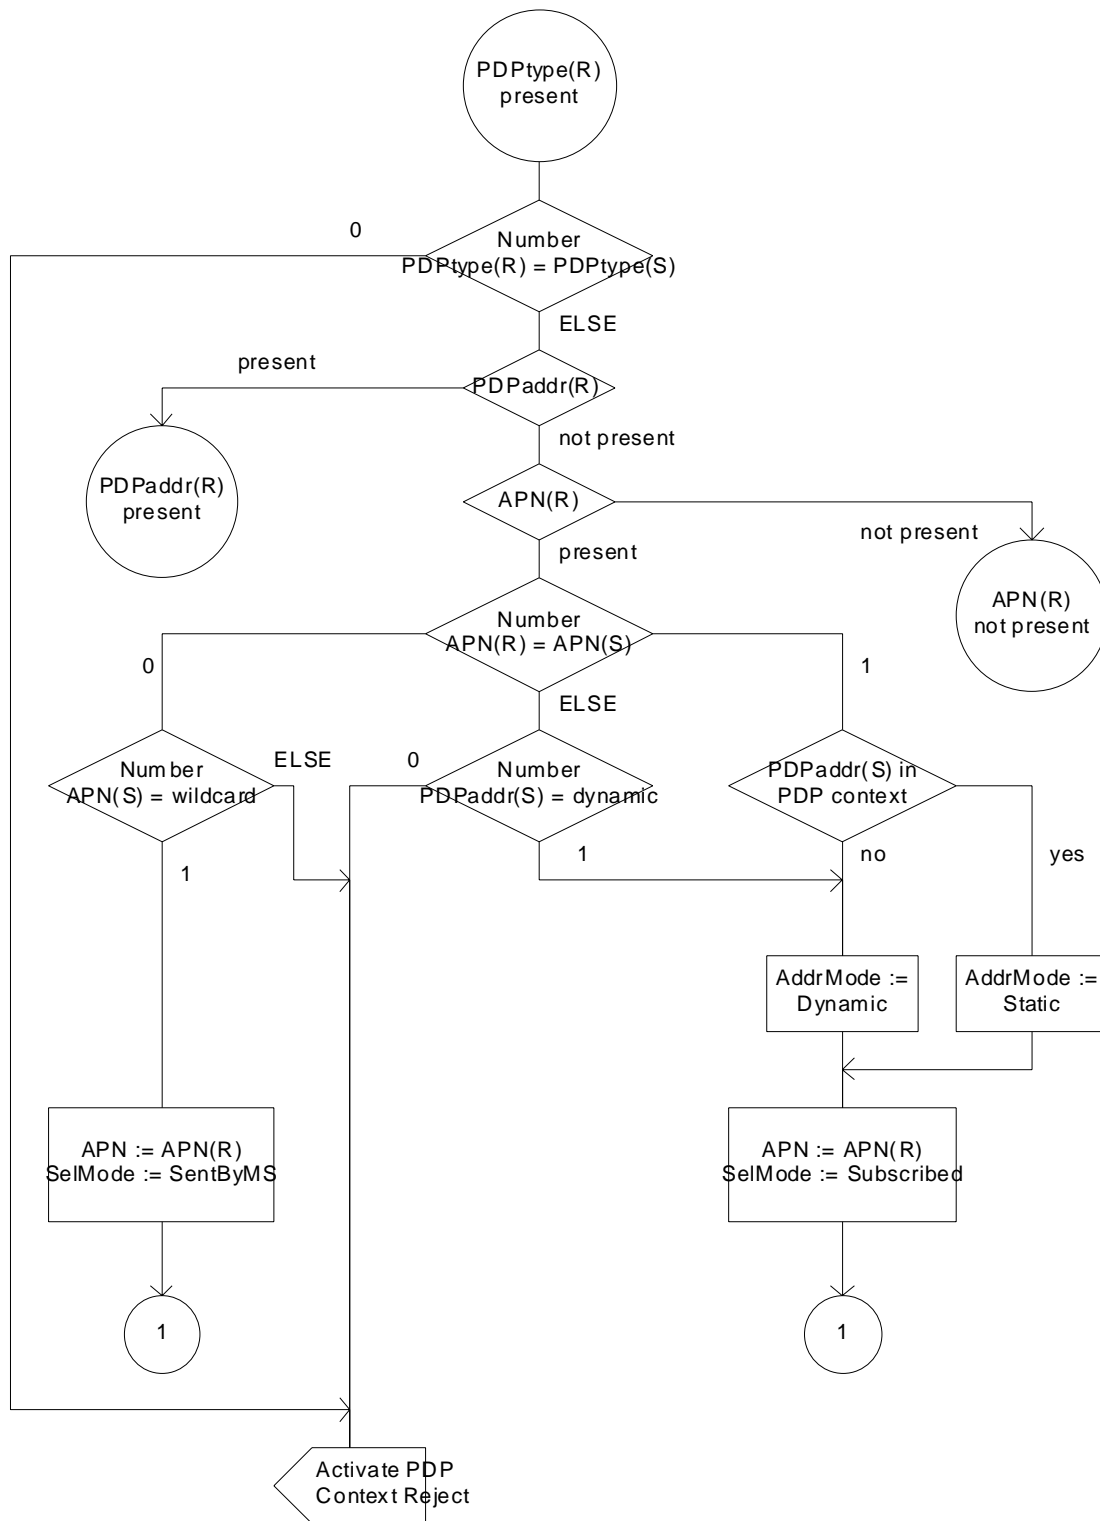 PDPtype(R)
present
0
Number
PDPtype(R) = PDPtype(S)
ELSE
present
PDPaddr(R)
not present
PDPaddr(R)
present
APN(R)
not present
present
APN(R)
not present
Number
APN(R) = APN(S)
0
1
ELSE
Number
APN(S) = wildcard
ELSE
0
Number
PDPaddr(S) = dynamic
PDPaddr(S) in
PDP context
1
1
no
yes
AddrMode :=
Dynamic
AddrMode :=
Static
APN := APN(R)
SelMode := SentByMS
APN := APN(R)
SelMode := Subscribed
1
1
Activate PDP
Context Reject